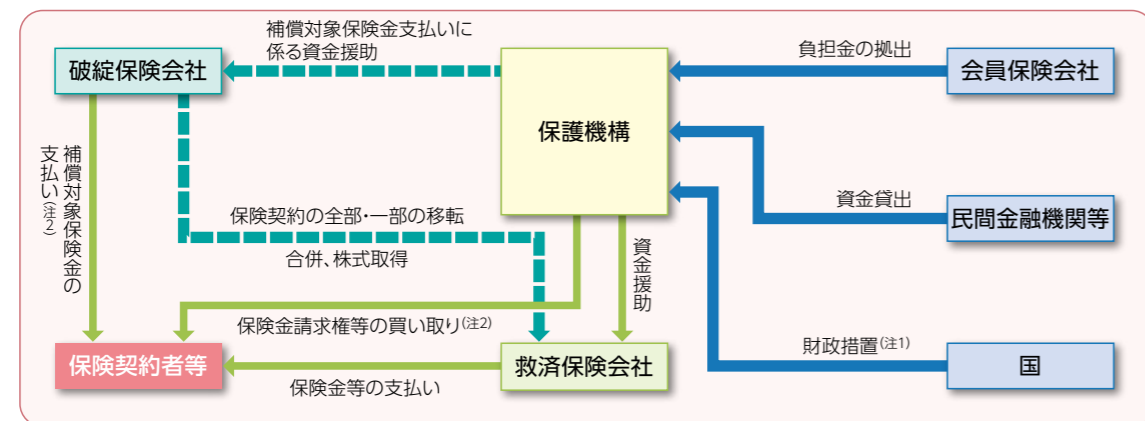 補償対象保険金支払いに
係る資金援助
負担金の拠出
破綻保険会社
会員保険会社
保護機構
補償対象保険金の
支払い(注2)
資金貸出
保険契約の全部・一部の移転
民間金融機関等
合併、株式取得
資金援助
保険金請求権等の買い取り(注2)
財政措置(注1)
保険契約者等
救済保険会社
国
保険金等の支払い